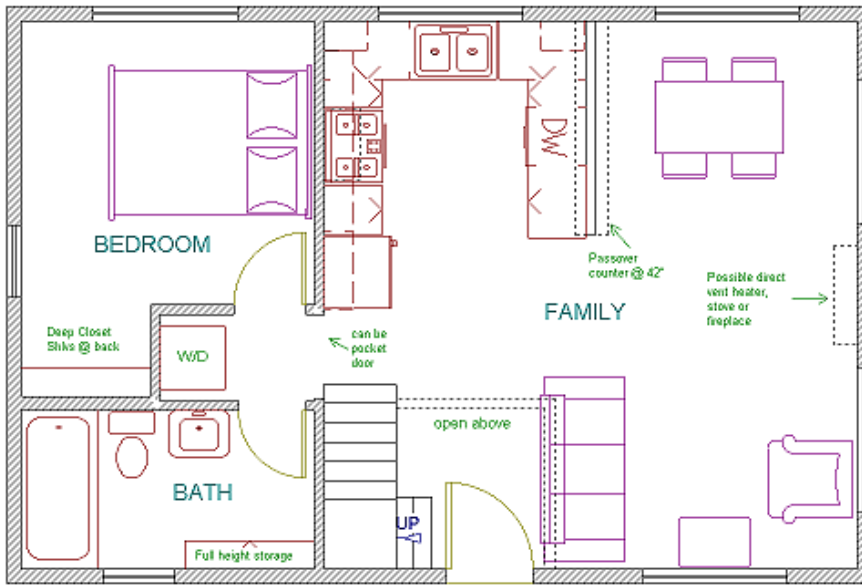 DW
BEDROOM
Passover
counter @ 42"
Possible direct
vent heater,
stove or
fireplace
FAMILY
Deep Closet
Shlvs @ back
W/D
can be
pocket
door
open above
BATH
UP
Full height storage